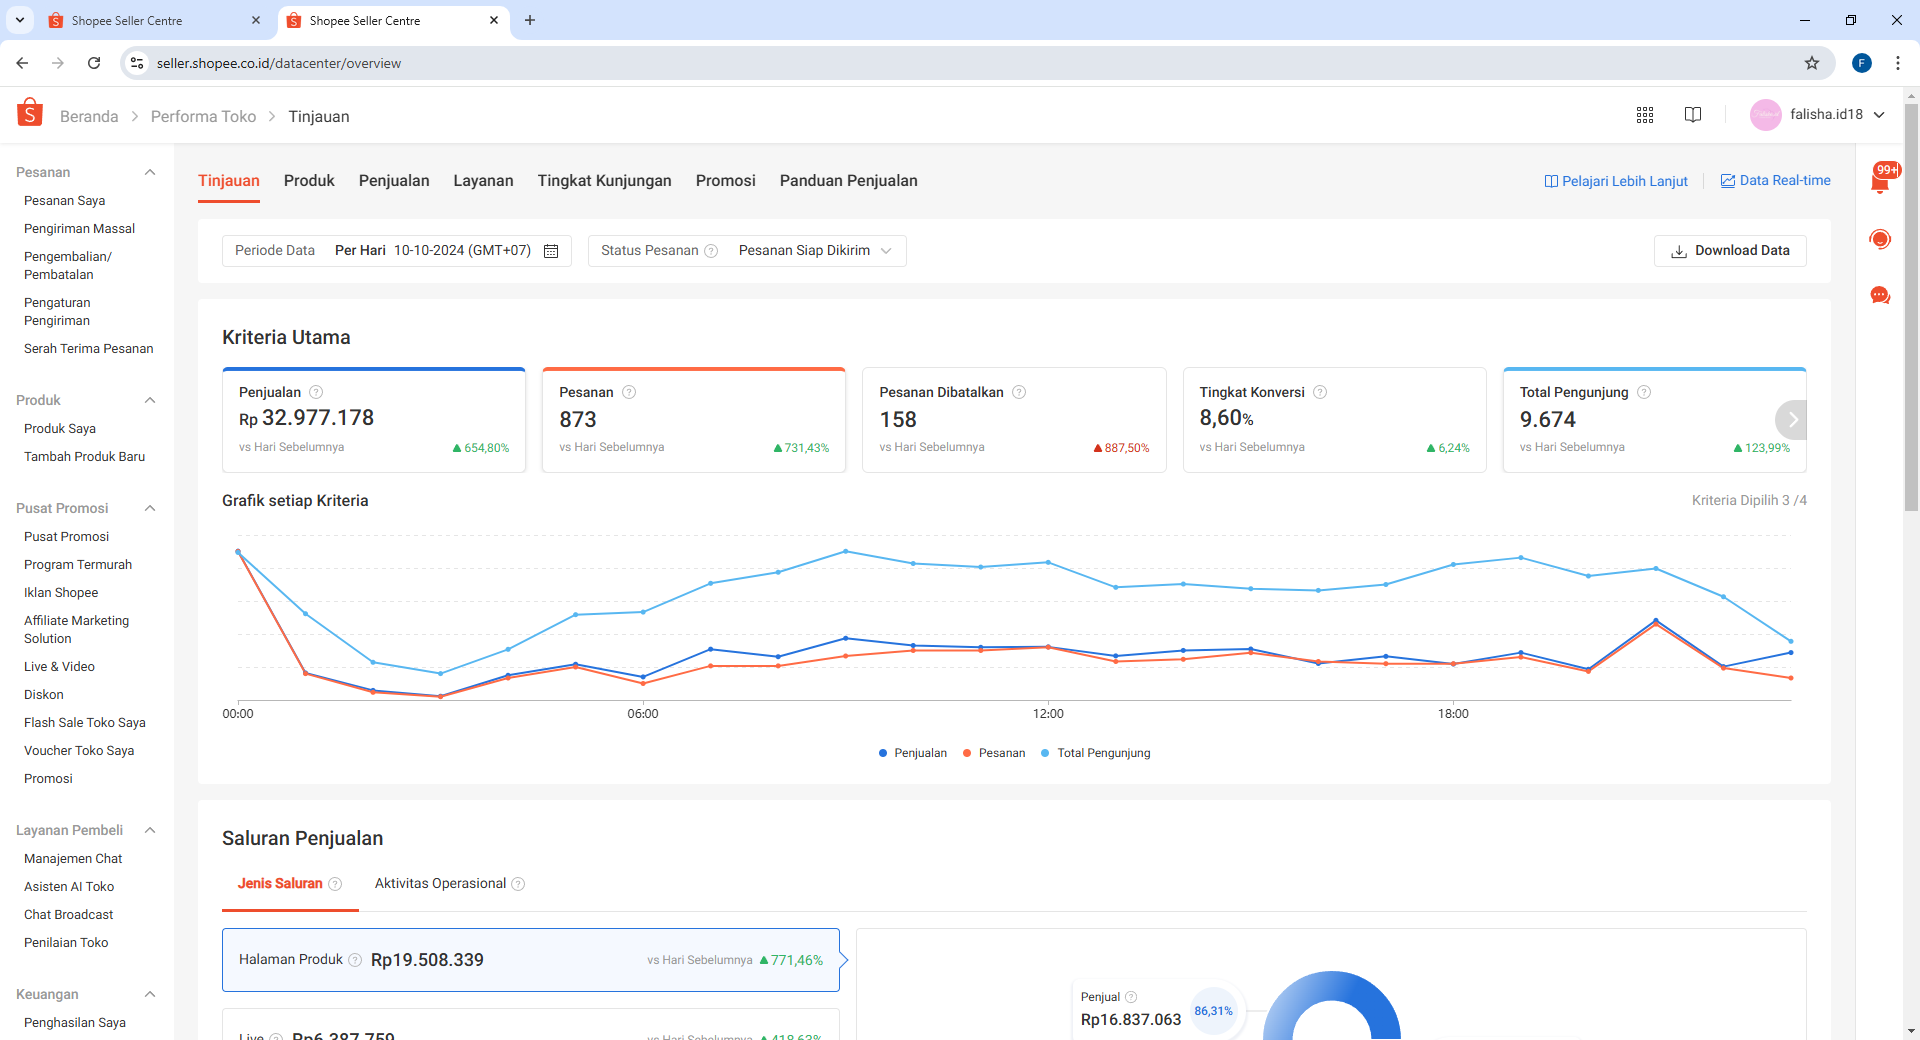 Shopee Seller Centre
Shopee Seller Centre
seller.shopee.co.id/datacenter/overview
F
Beranda > Performa Toko > Tinjauan
falisha.id18
Pesanan
Pesanan Saya
Pengiriman Massal
Pengembalian/
Pembatalan
Pengaturan
Pengiriman
Serah Terima Pesanan
Produk
Produk Saya
Tambah Produk Baru
Pusat Promosi
Pusat Promosi
Program Termurah
Iklan Shopee
Affiliate Marketing
Solution
Live & Video
Diskon
Flash Sale Toko Saya
Voucher Toko Saya
Promosi
Layanan Pembeli
Manajemen Chat
Asisten AI Toko
Chat Broadcast
Penilaian Toko
Keuangan
Penghasilan Saya
Tinjauan Produk Penjualan Layanan Tingkat Kunjungan Promosi Panduan Penjualan
Pelajari Lebih Lanjut Data Real-time
99+
Periode Data Per Hari 10-10-2024 (GMT+07) Status Pesanan Pesanan Siap Dikirim Download Data
Kriteria Utama
Penjualan
Rp 32.977.178
vs Hari Sebelumnya 654,80%
Pesanan
873
vs Hari Sebelumnya 731,43%
Pesanan Dibatalkan
158
vs Hari Sebelumnya 887,50%
Tingkat Konversi
8,60%
vs Hari Sebelumnya 6,24%
Total Pengunjung
9.674
vs Hari Sebelumnya 123,99%
Grafik setiap Kriteria
Kriteria Dipilih 3 /4
00:00 06:00 12:00 18:00
Penjualan Pesanan Total Pengunjung
Saluran Penjualan
Jenis Saluran Aktivitas Operasional
Halaman Produk Rp19.508.339 vs Hari Sebelumnya 771,46%
Live Rp6.387.759 vs Hari Sebelumnya 418,63%
Penjual
Rp16.837.063
86,31%